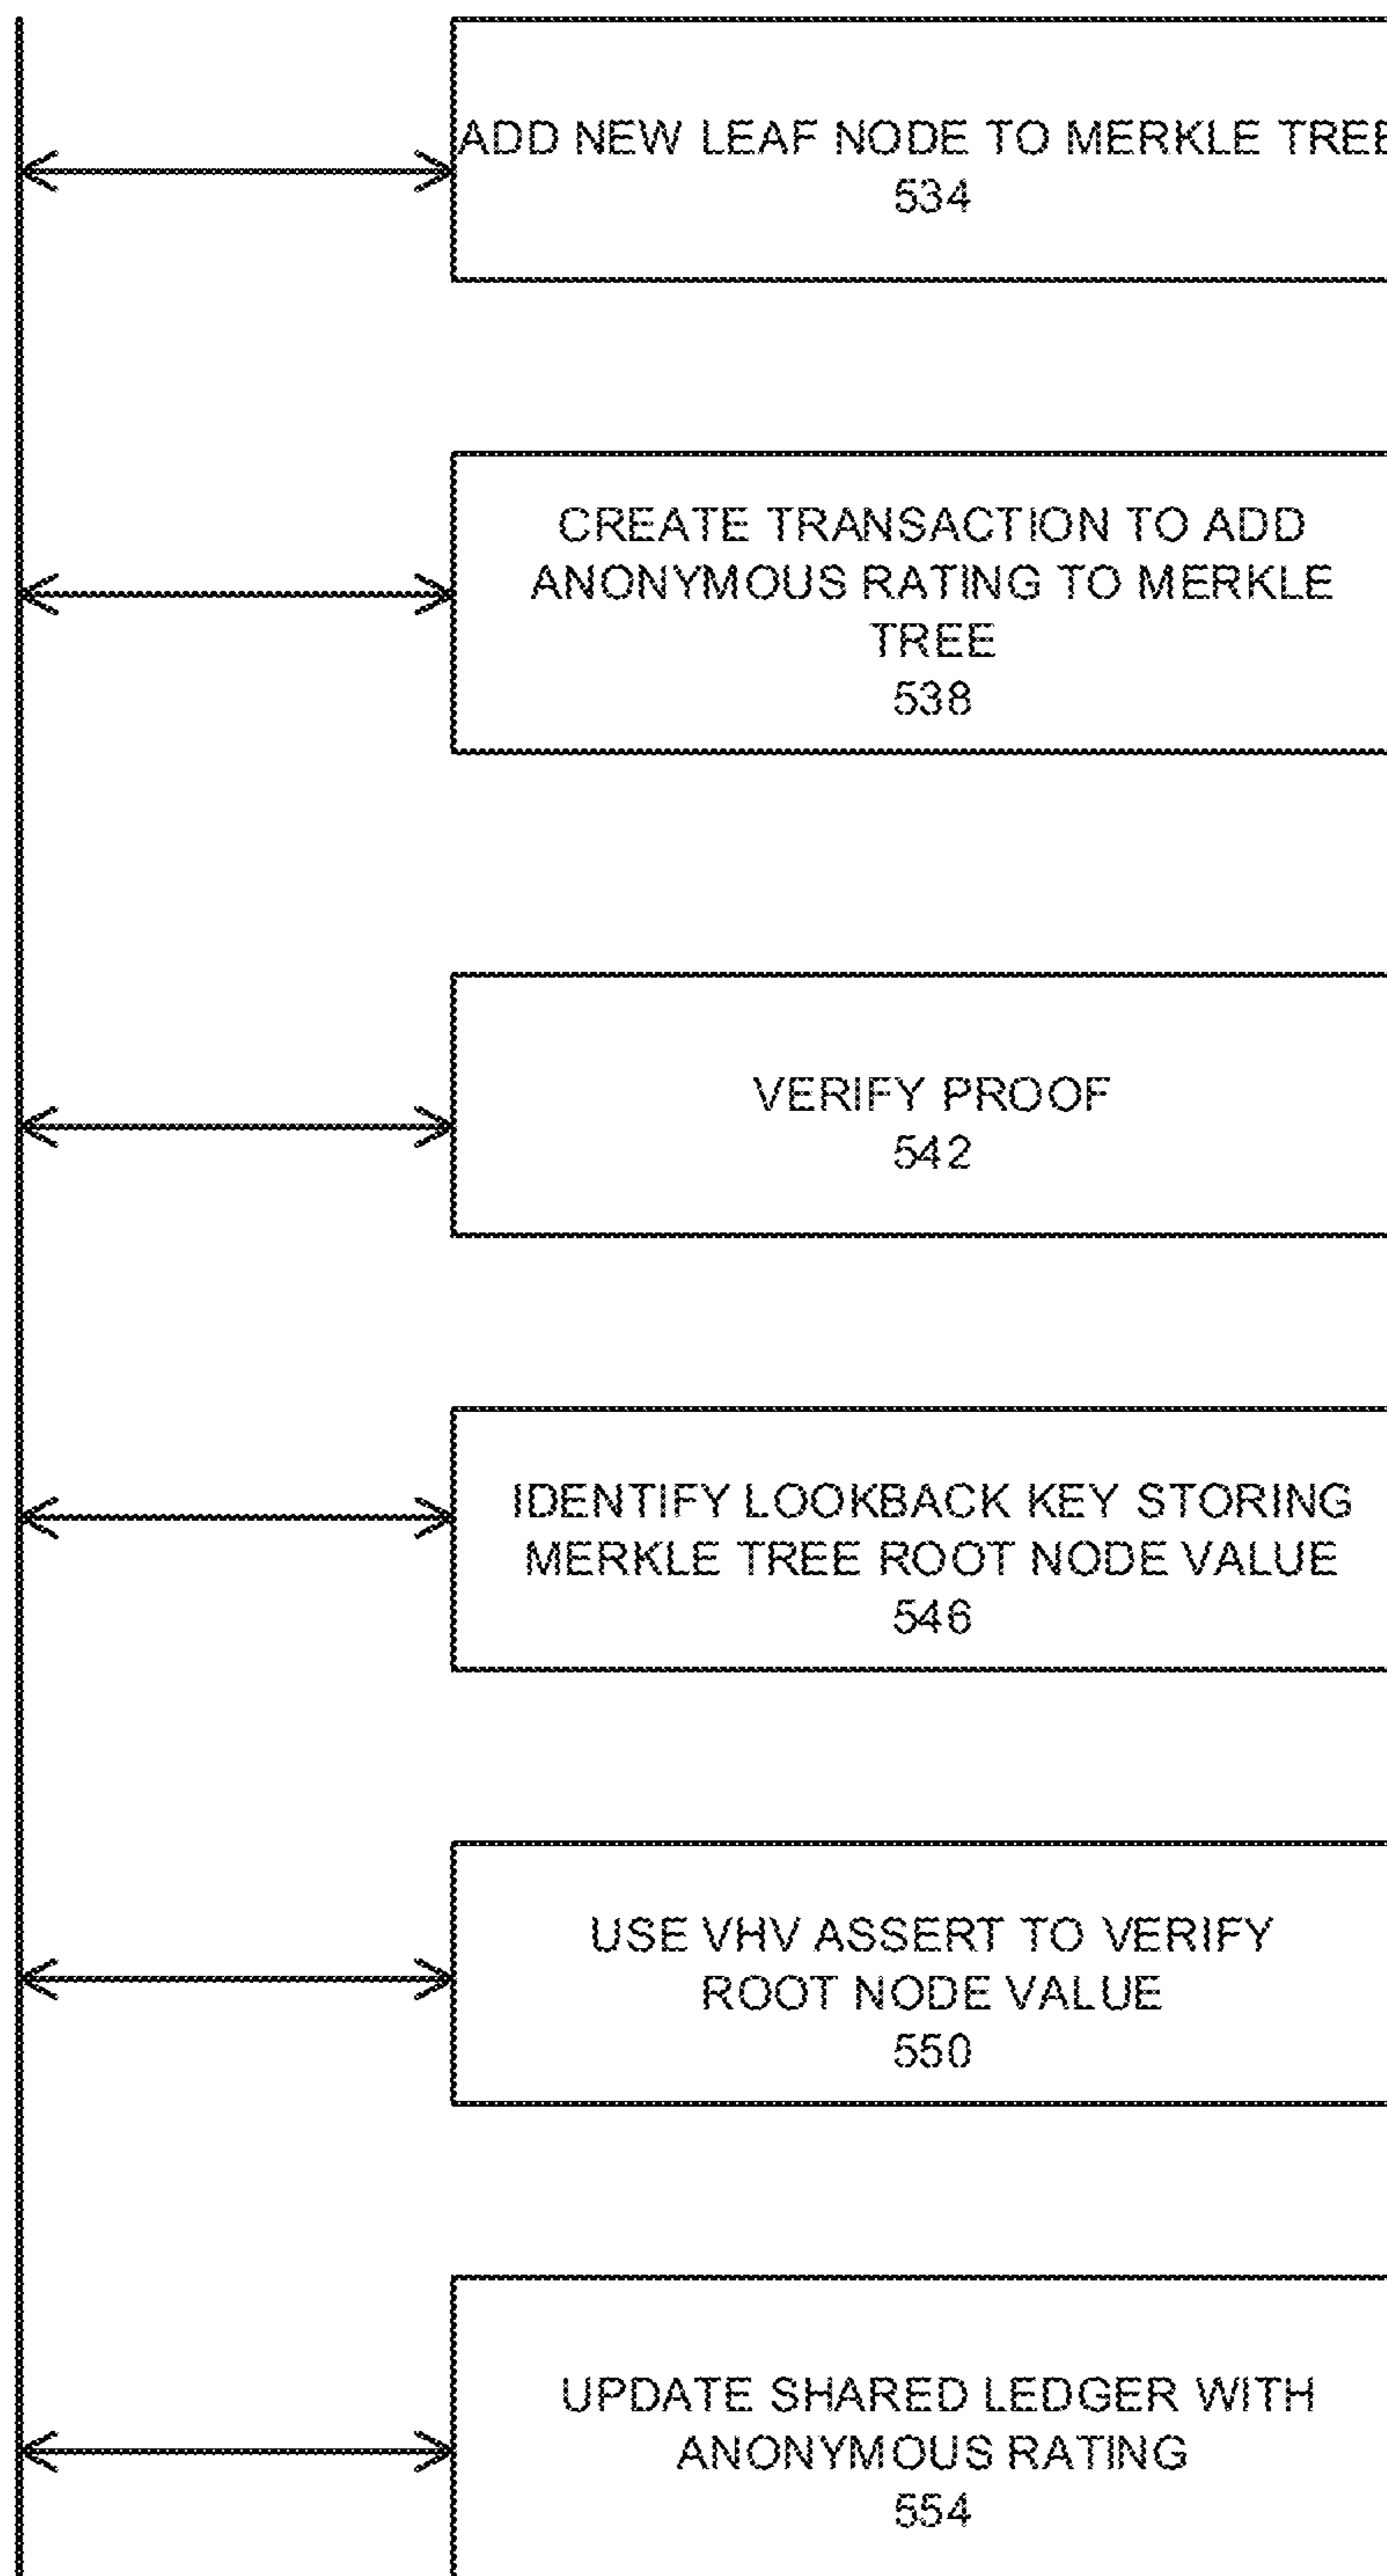 ADD NEW LEAF NODE TO MERKLE TREE
534
CREATE TRANSACTION TO ADD
ANONYMOUS RATING TO MERKLE
TREE
538
VERIFY PROOF
542
IDENTIFY LOOKBACK KEY STORING
MERKLE TREE ROOT NODE VALUE
546
USE VHV ASSERT TO VERIFY
ROOT NODE VALUE
550
UPDATE SHARED LEDGER WITH
ANONYMOUS RATING
554